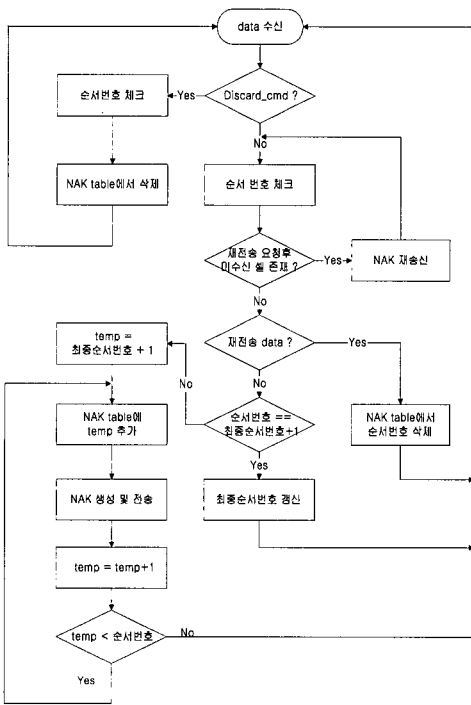 data 수신
Discard_cmd ?
Yes
순서번호 체크
NAK table에서 삭제
No
순서 번호 체크
재전송 요청후
미수신 셀 존재 ?
Yes
NAK 재송신
No
재전송 data ?
Yes
NAK table에서
순서번호 삭제
No
순서번호 ==
최종순서번호+1
No
temp =
최종순서번호 + 1
Yes
최종순서번호 갱신
NAK table에
temp 추가
NAK 생성 및 전송
temp = temp+1
temp < 순서번호
No
Yes